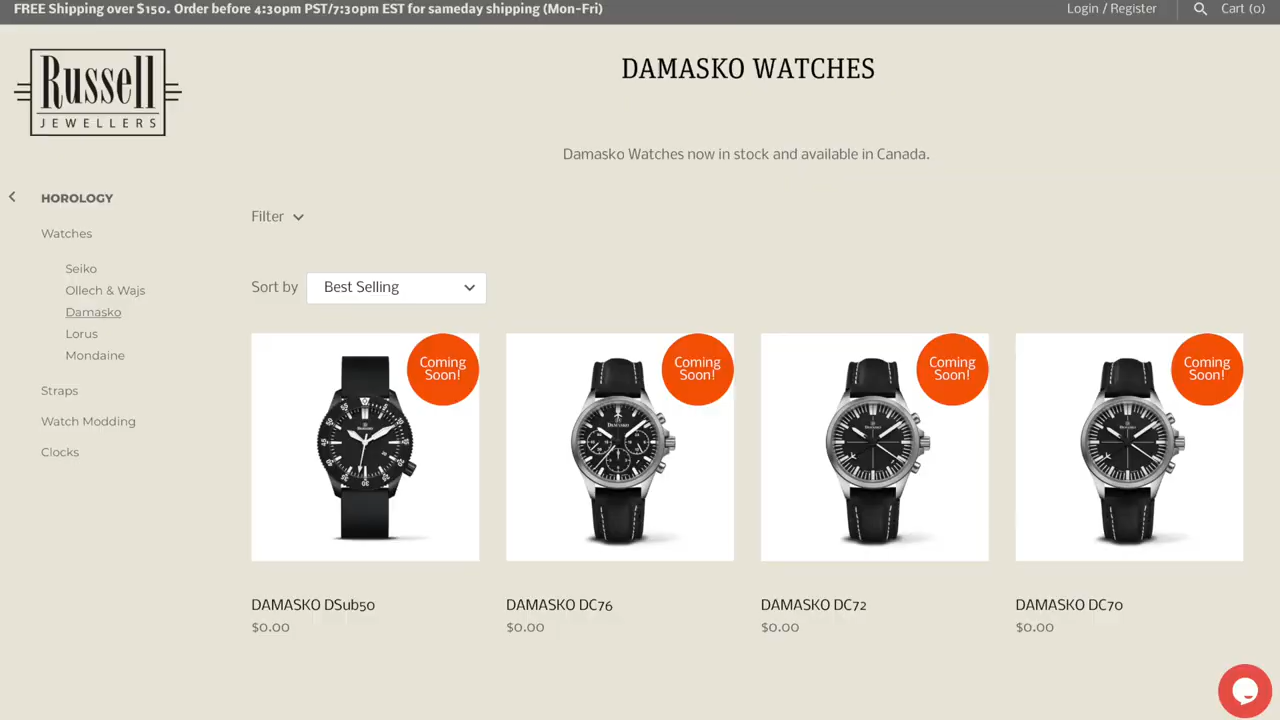 FREE Shipping over $150. Order before 4:30pm PST/7:30pm EST for sameday shipping (Mon-Fri)
Login / Register
Cart (0)
Russell
JEWELLERS
DAMASKO WATCHES
Damasko Watches now in stock and available in Canada.
HOROLOGY
Watches
Seiko
Ollech & Wajs
Damasko
Lorus
Mondaine
Straps
Watch Modding
Clocks
Filter
Sort by
Best Selling
Coming
Soon!
Coming
Soon!
Coming
Soon!
Coming
Soon!
DAMASKO DSub50
$0.00
DAMASKO DC76
$0.00
DAMASKO DC72
$0.00
DAMASKO DC70
$0.00